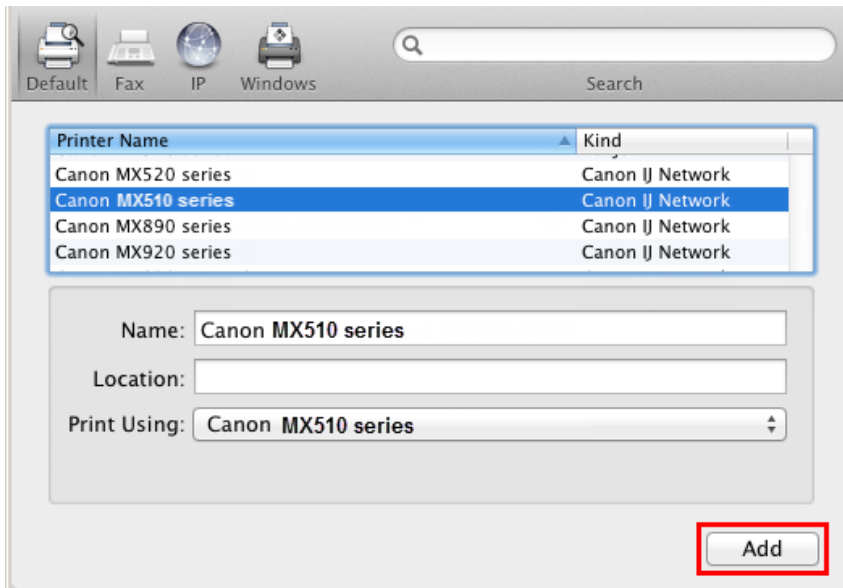 Default Fax IP Windows Search
Printer Name Kind
Canon MX520 series Canon IJ Network
Canon MX510 series Canon IJ Network
Canon MX890 series Canon IJ Network
Canon MX920 series Canon IJ Network
Name: Canon MX510 series
Location:
Print Using: Canon MX510 series
Add